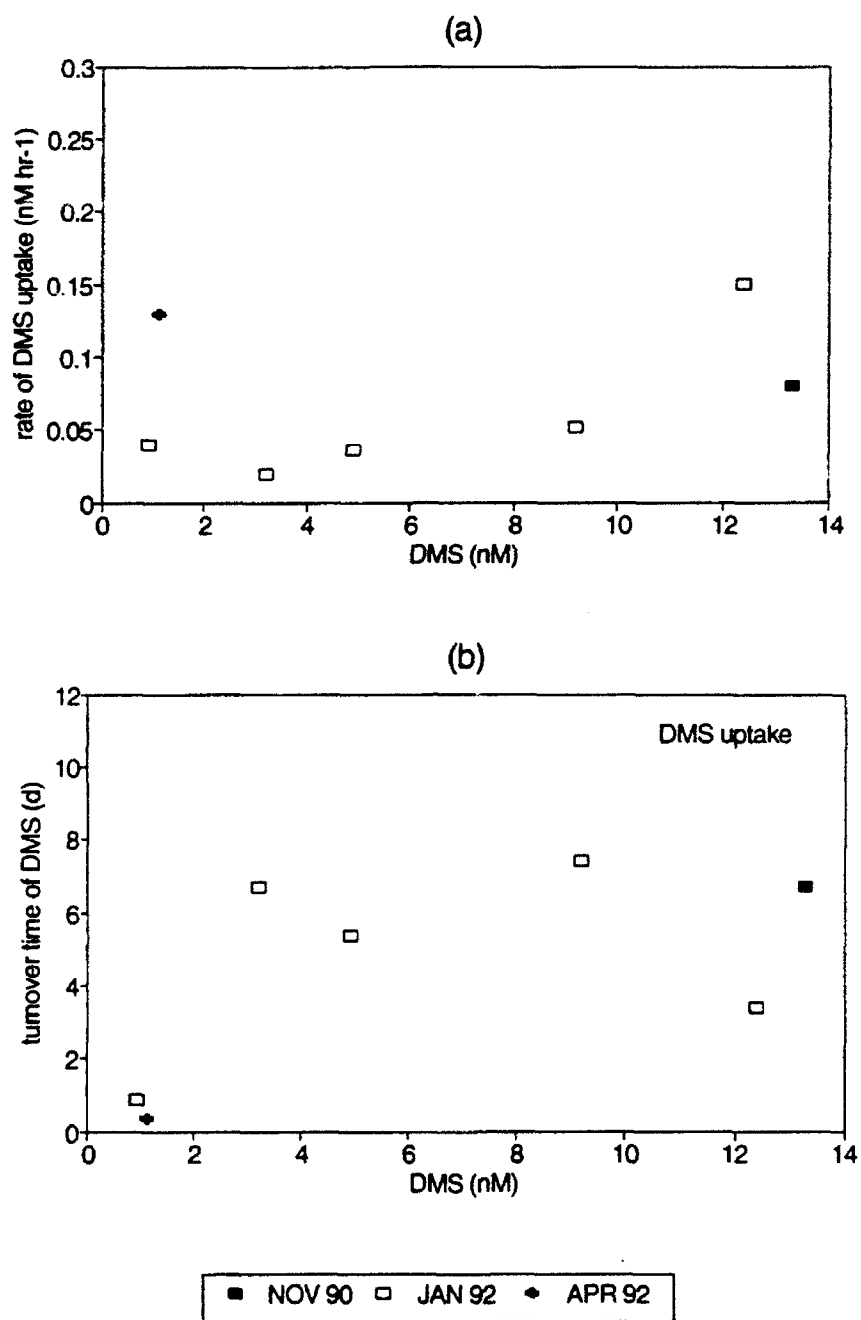 (a)
rate of DMS uptake (nM hr-1)
0.3
0.25
0.2
0.15
0.1
0.05
0
0 2 4 6 8 10 12 14
DMS (nM)
(b)
turnover time of DMS (d)
DMS uptake
12
10
8
6
4
2
0
0 2 4 6 8 10 12 14
DMS (nM)
NOV 90 JAN 92 APR 92